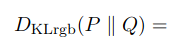 D_{KLrgb}(P ∥ Q) =